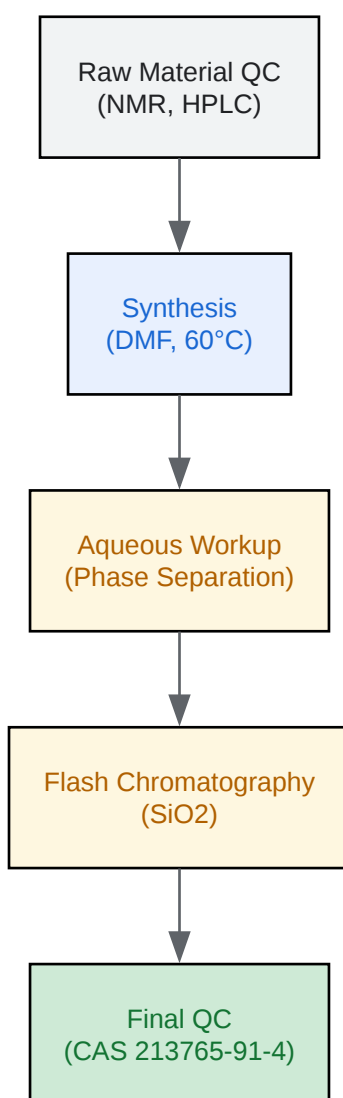 Raw Material QC
(NMR, HPLC)
Synthesis
(DMF, 60°C)
Aqueous Workup
(Phase Separation)
Flash Chromatography
(SiO2)
Final QC
(CAS 213765-91-4)